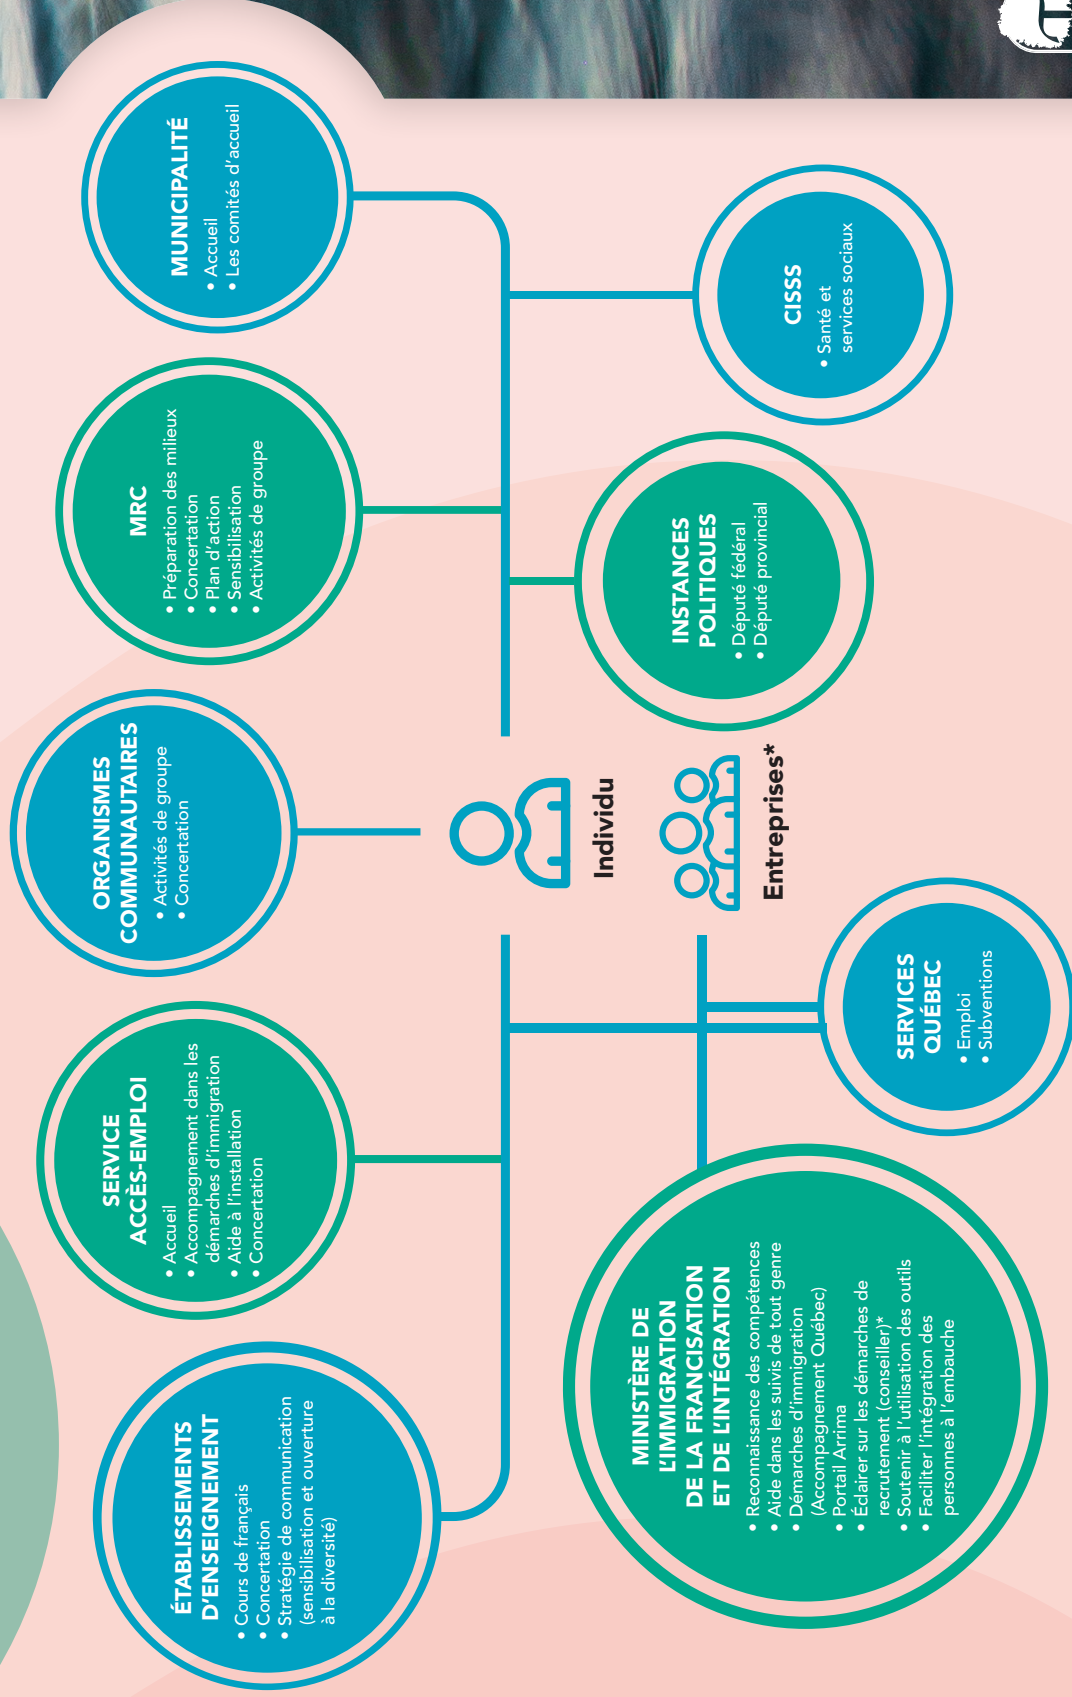 ÉTABLISSEMENTS
D'ENSEIGNEMENT
• Cours de français
• Concertation
• Stratégie de communication
(sensibilisation et ouverture
à la diversité)
SERVICE
ACCÈS-EMPLOI
• Accueil
• Accompagnement dans les
démarches d'immigration
• Aide à l'installation
• Concertation
ORGANISMES
COMMUNAUTAIRES
• Activités de groupe
• Concertation
MRC
• Préparation des milieux
• Concertation
• Plan d'action
• Sensibilisation
• Activités de groupe
MUNICIPALITÉ
• Accueil
• Les comités d'accueil
Individu
Entreprises*
MINISTÈRE DE
L'IMMIGRATION
DE LA FRANCISATION
ET DE L'INTÉGRATION
• Reconnaissance des compétences
• Aide dans les suivis de tout genre
• Démarches d'immigration
(Accompagnement Québec)
• Portail Arrima
• Éclairer sur les démarches de
recrutement (conseiller)*
• Soutenir à l'utilisation des outils
• Faciliter l'intégration des
personnes à l'embauche
SERVICES
QUÉBEC
• Emploi
• Subventions
INSTANCES
POLITIQUES
• Député fédéral
• Député provincial
CISSS
• Santé et
services sociaux